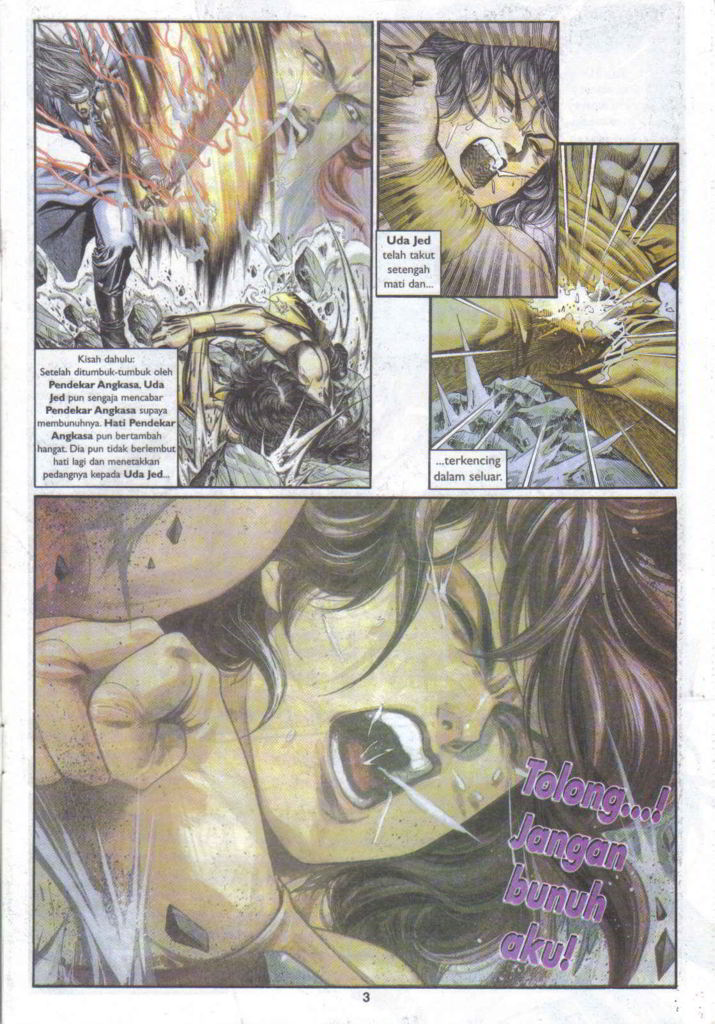 Kisah dahulu:
Setelah ditumbuk-tumbuk oleh
Pendekar Angkasa, Uda
Jed pun sengaja mencabar
Pendekar Angkasa supaya
membunuhnya. Hati Pendekar
Angkasa pun bertambah
hangat. Dia pun tidak berlembut
hati lagi dan menetakkan
pedangnya kepada Uda Jed...
Uda Jed
telah takut
setengah
mati dan...
...terkencing
dalam seluar.
Tolong....!
Jangan
bunuh
aku!
3